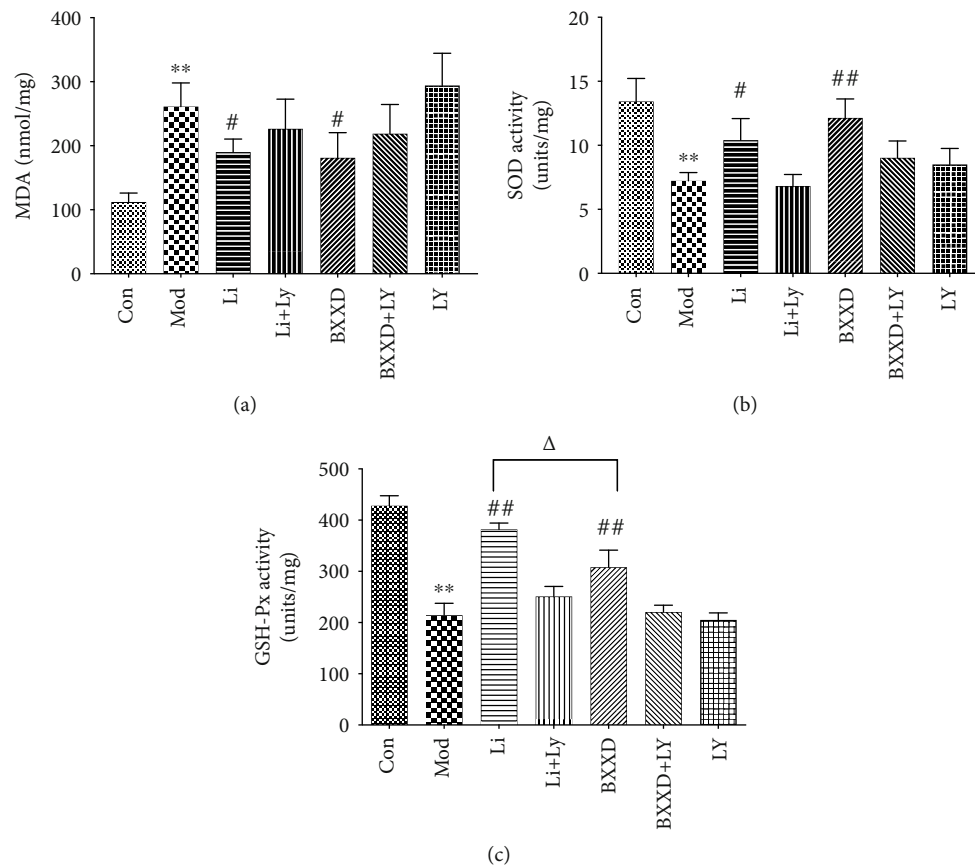 MDA (nmol/mg)
400
300
200
100
0
**
#
#
Con
Mod
Li
Li+Ly
BXXD
BXXD+LY
LY
(a)
SOD activity
(units/mg)
20
15
10
5
0
**
#
##
Con
Mod
Li
Li+Ly
BXXD
BXXD+LY
LY
(b)
GSH-Px activity
(units/mg)
500
400
300
200
100
0
**
##
Δ
##
Con
Mod
Li
Li+Ly
BXXD
BXXD+LY
LY
(c)